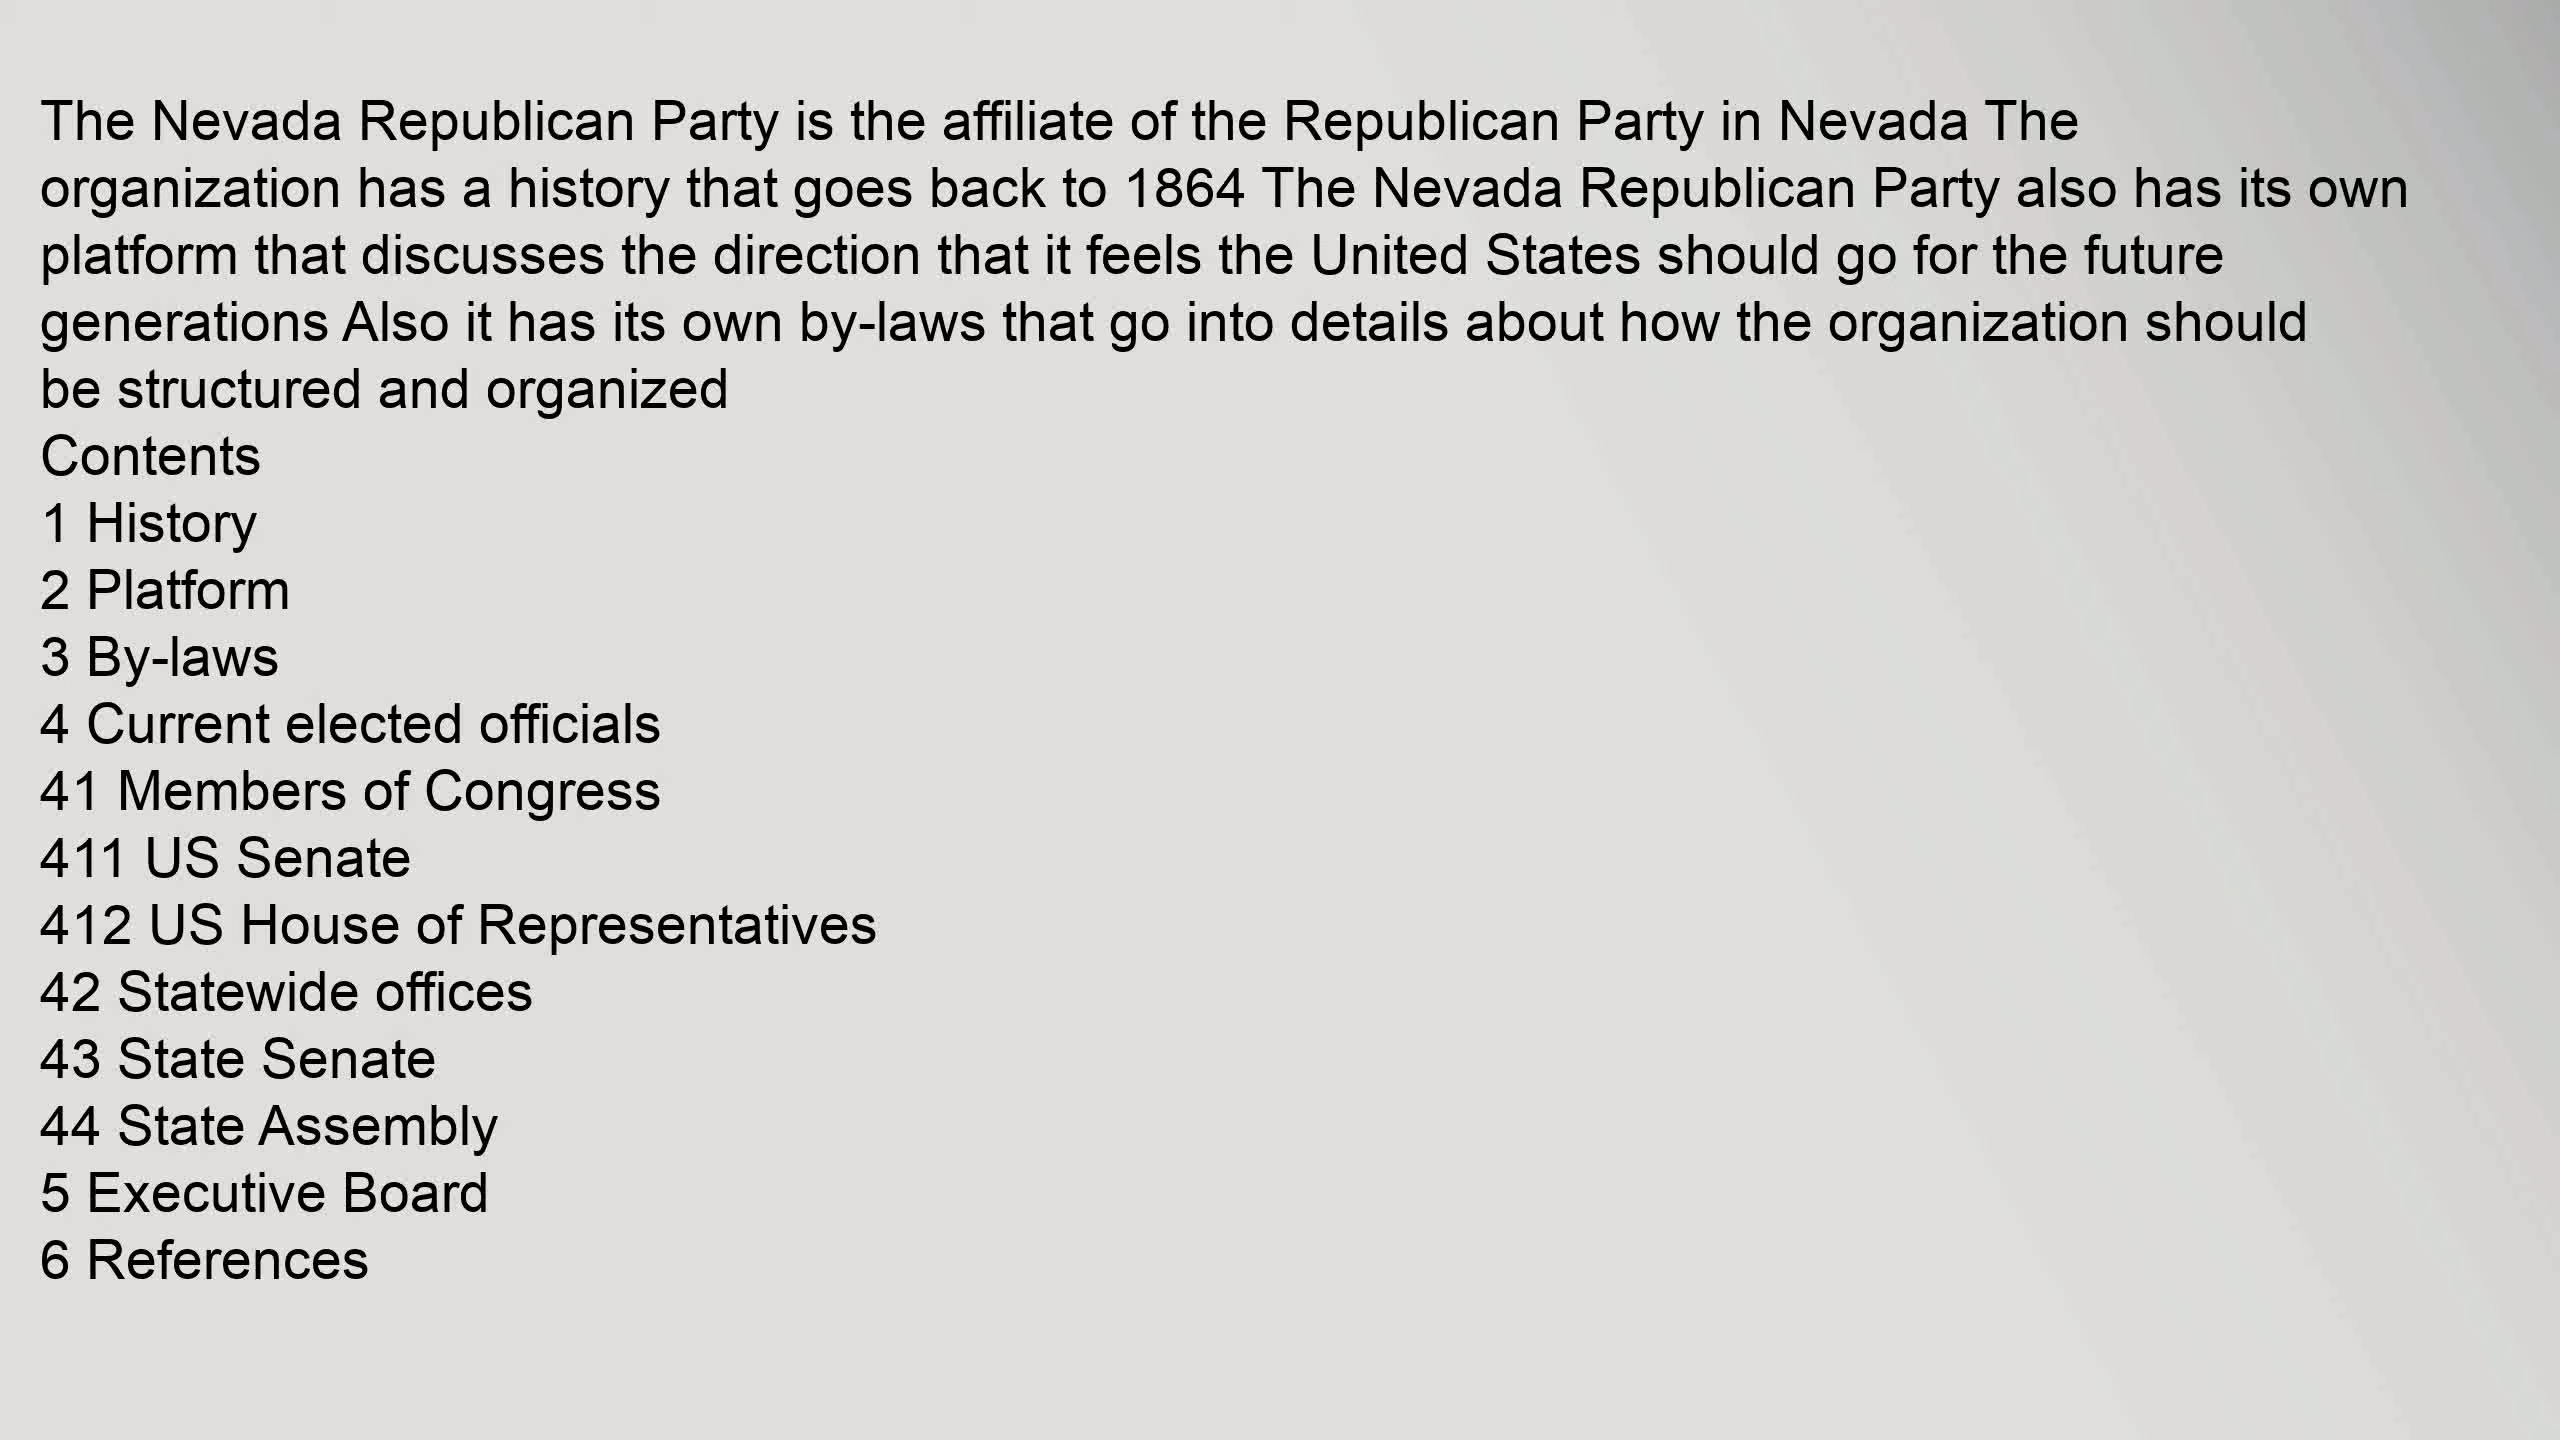 The Nevada Republican Party is the affiliate of the Republican Party in Nevada The
organization has a history that goes back to 1864 The Nevada Republican Party also has its own
platform that discusses the direction that it feels the United States should go for the future
generations Also it has its own by-laws that go into details about how the organization should
be structured and organized
Contents
1 History
2 Platform
3 By-laws
4 Current elected officials
41 Members of Congress
411 US Senate
412 US House of Representatives
42 Statewide offices
43 State Senate
44 State Assembly
5 Executive Board
6 References